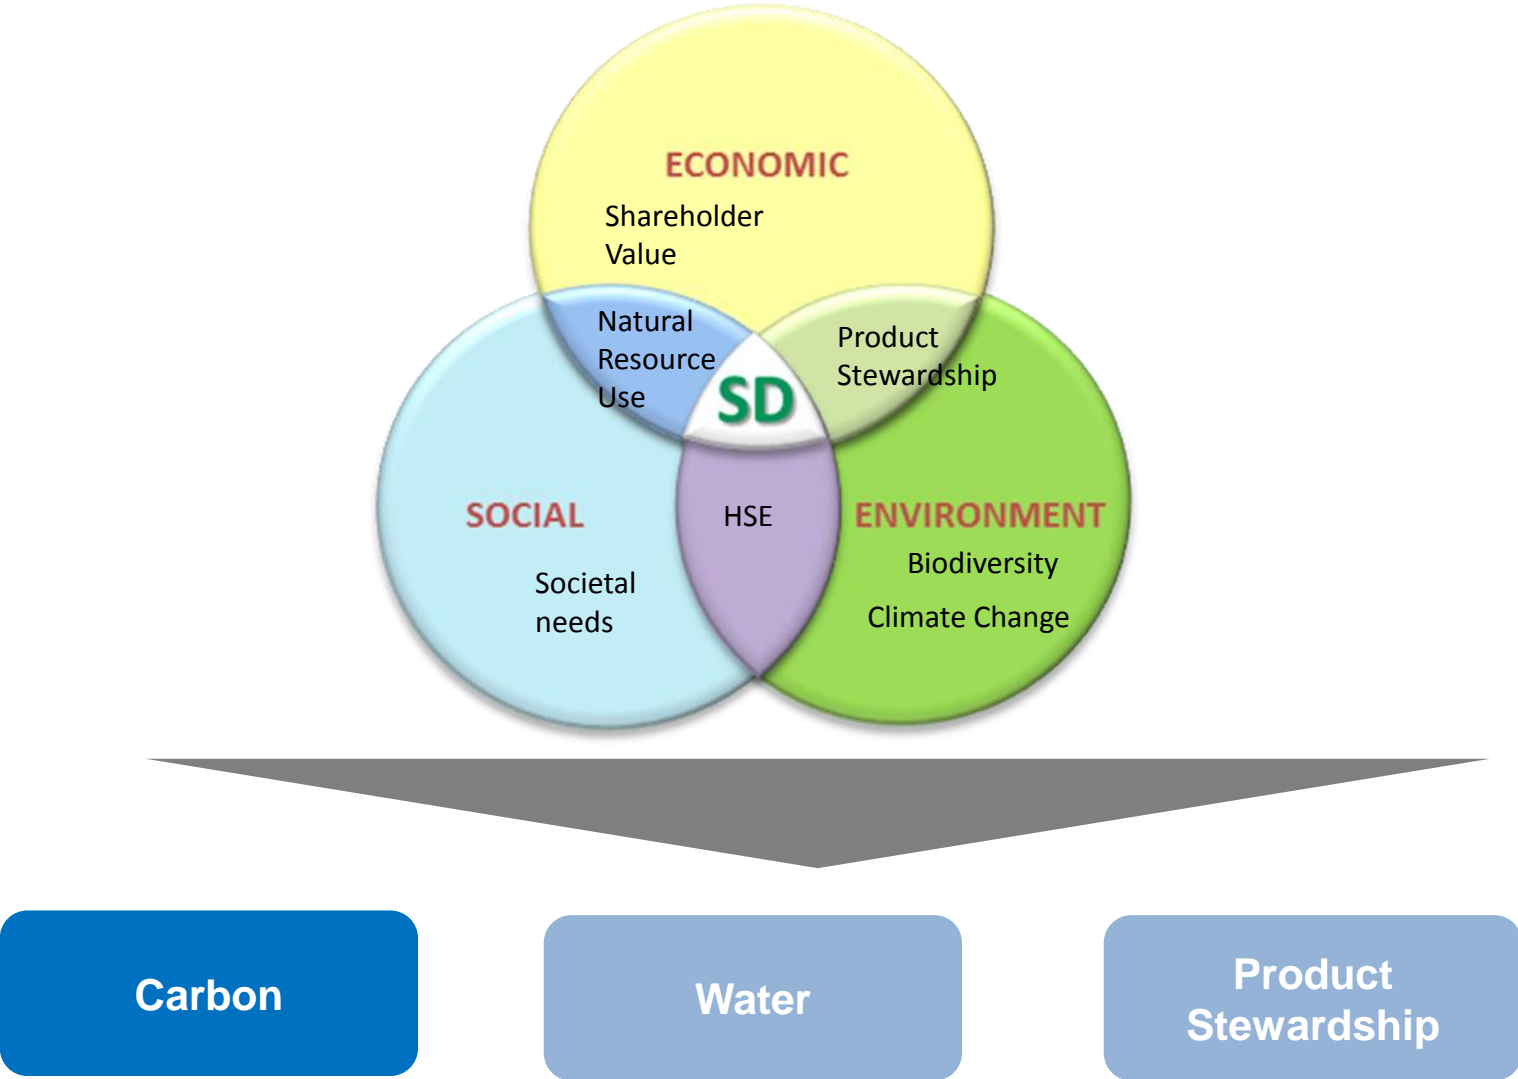 ECONOMIC
Shareholder
Value
Natural
Resource
Use
Product
Stewardship
SD
SOCIAL
Societal
needs
HSE
ENVIRONMENT
Biodiversity
Climate Change
Carbon
Water
Product
Stewardship